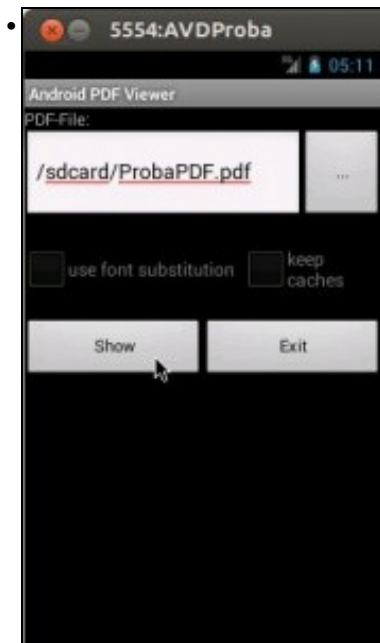 5554:AVDProba
05:11
Android PDF Viewer
PDF-File:
/sdcard/ProbaPDF.pdf
...
use font substitution
keep
caches
Show
Exit